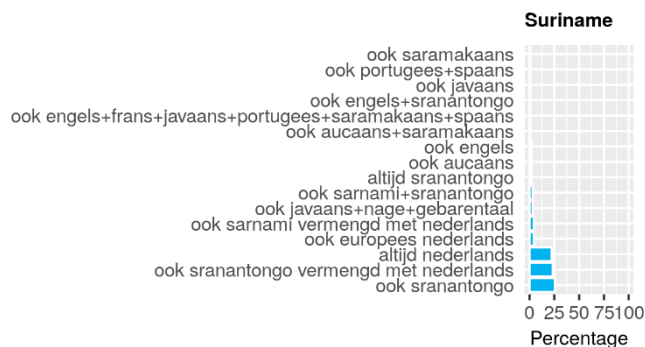 Suriname
ook saramakaans
ook portugees+spaans
ook javaans
ook engels+sranantongo
ook engels+frans+javaans+portugees+saramakaans+spaans
ook aucaans+saramakaans
ook engels
ook aucaans
altijd sranantongo
ook sarnami+sranantongo
ook javaans+nage+gebarentaal
ook sarnami vermengd met nederlands
ook europees nederlands
altijd nederlands
ook sranantongo vermengd met nederlands
ook sranantongo
0 25 50 75 100
Percentage